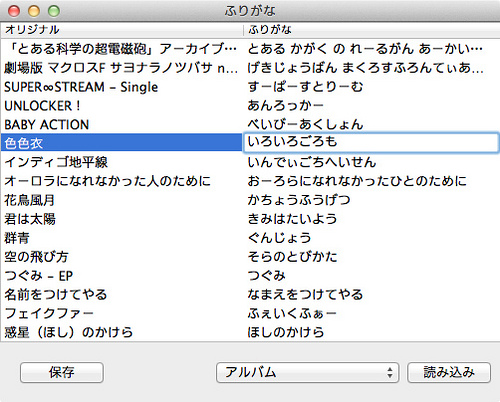 ふりがな
オリジナル ふりがな
「とある科学の超電磁砲」アーカイブ… とある かがく の れーるがん あーかい…
劇場版 マクロスF サヨナラノツバサ n… げきじょうばん まくろすふろんてぃあ…
SUPER∞STREAM – Single すーぱーすとりーむ
UNLOCKER！ あんろっかー
BABY ACTION べいびーあくしょん
色色衣 いろいろごろも
インディゴ地平線 いんでぃごちへいせん
オーロラになれなかった人のために おーろらになれなかったひとのために
花鳥風月 かちょうふうげつ
君は太陽 きみはたいよう
群青 ぐんじょう
空の飛び方 そらのとびかた
つぐみ – EP つぐみ
名前をつけてやる なまえをつけてやる
フェイクファー ふぇいくふぁー
惑星（ほし）のかけら ほしのかけら
保存 アルバム 読み込み